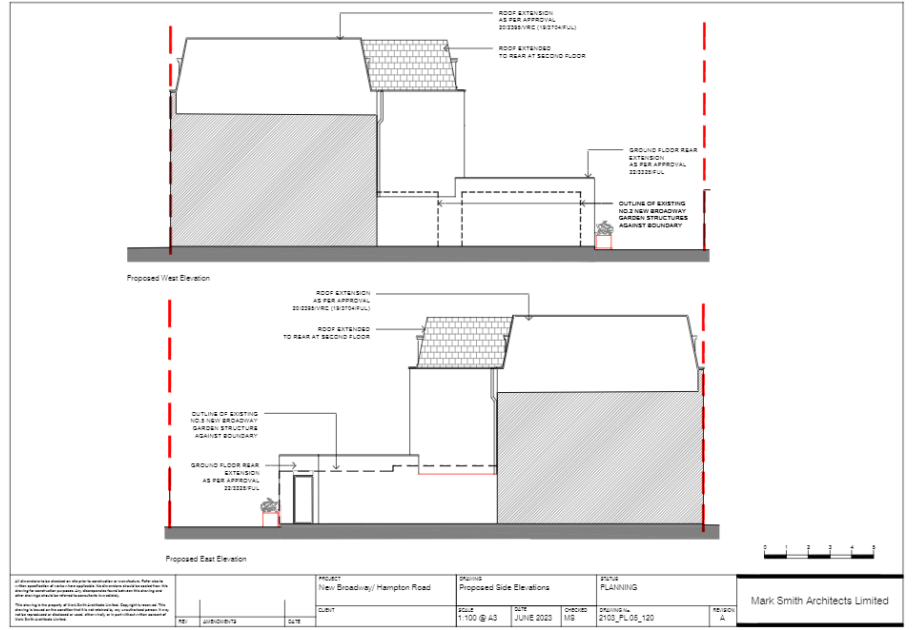 ROOF EXTENSION
AS PER APPROVAL
20/2395/VRC (19/3704/FUL)
ROOF EXTENDED
TO REAR AT SECOND FLOOR
GROUND FLOOR REAR
EXTENSION
AS PER APPROVAL
22/3225/FUL
OUTLINE OF EXISTING
NO.2 NEW BROADWAY
GARDEN STRUCTURES
AGAINST BOUNDARY
Proposed West Elevation
ROOF EXTENSION
AS PER APPROVAL
20/2395/VRC (19/3704/FUL)
ROOF EXTENDED
TO REAR AT SECOND FLOOR
OUTLINE OF EXISTING
NEW BROADWAY
GARDEN STRUCTURE
AGAINST BOUNDARY
GROUND FLOOR REAR
EXTENSION
AS PER APPROVAL
22/3225/FUL
Proposed East Elevation
0 1 2 3 4 5
PROJECT
New Broadway/ Hampton Road
DRAWING
Proposed Side Elevations
STATUS
PLANNING
Mark Smith Architects Limited
CLIENT
SCALE
1:100 @ A3
DATE
JUNE 2023
CHECKED
MS
DRAWING No.
2103_PL.05_120
REVISION
A
REV AMENDMENTS DATE